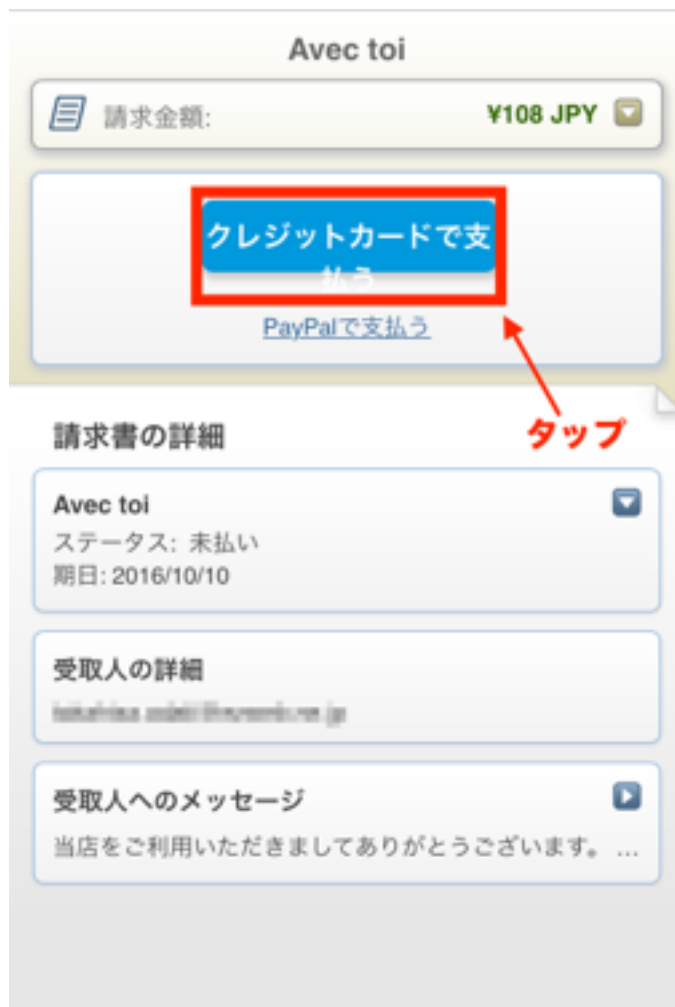 Avec toi
請求金額: ¥108 JPY
クレジットカードで支
払う
PayPalで支払う
タップ
請求書の詳細
Avec toi
ステータス: 未払い
期日: 2016/10/10
受取人の詳細
受取人へのメッセージ
当店をご利用いただきましてありがとうございます。 ...